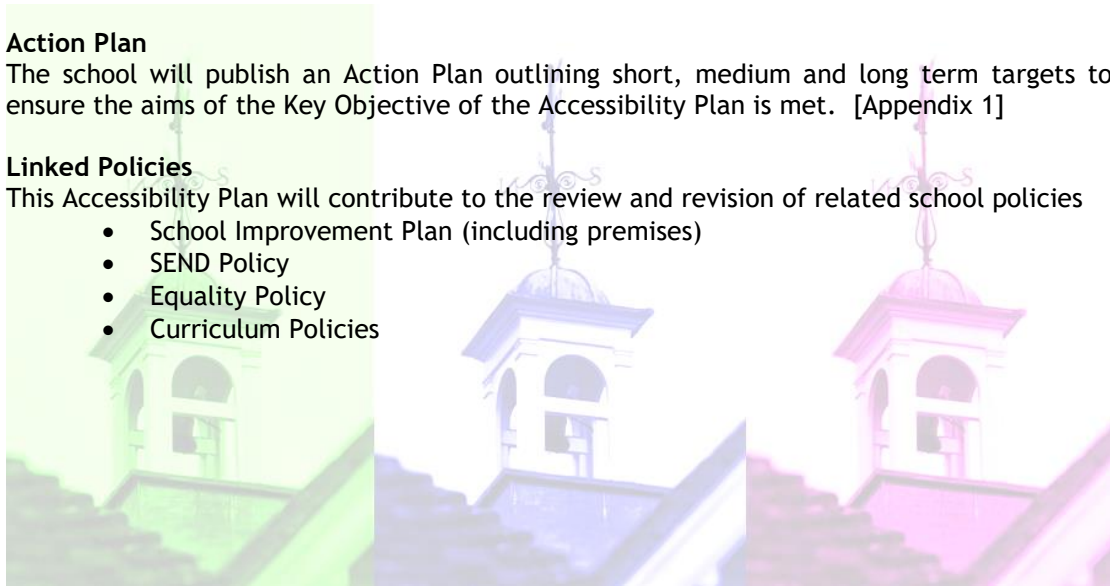 Action Plan
The school will publish an Action Plan outlining short, medium and long term targets to
ensure the aims of the Key Objective of the Accessibility Plan is met.  [Appendix 1]
Linked Policies
This Accessibility Plan will contribute to the review and revision of related school policies
• School Improvement Plan (including premises)
• SEND Policy
• Equality Policy
• Curriculum Policies